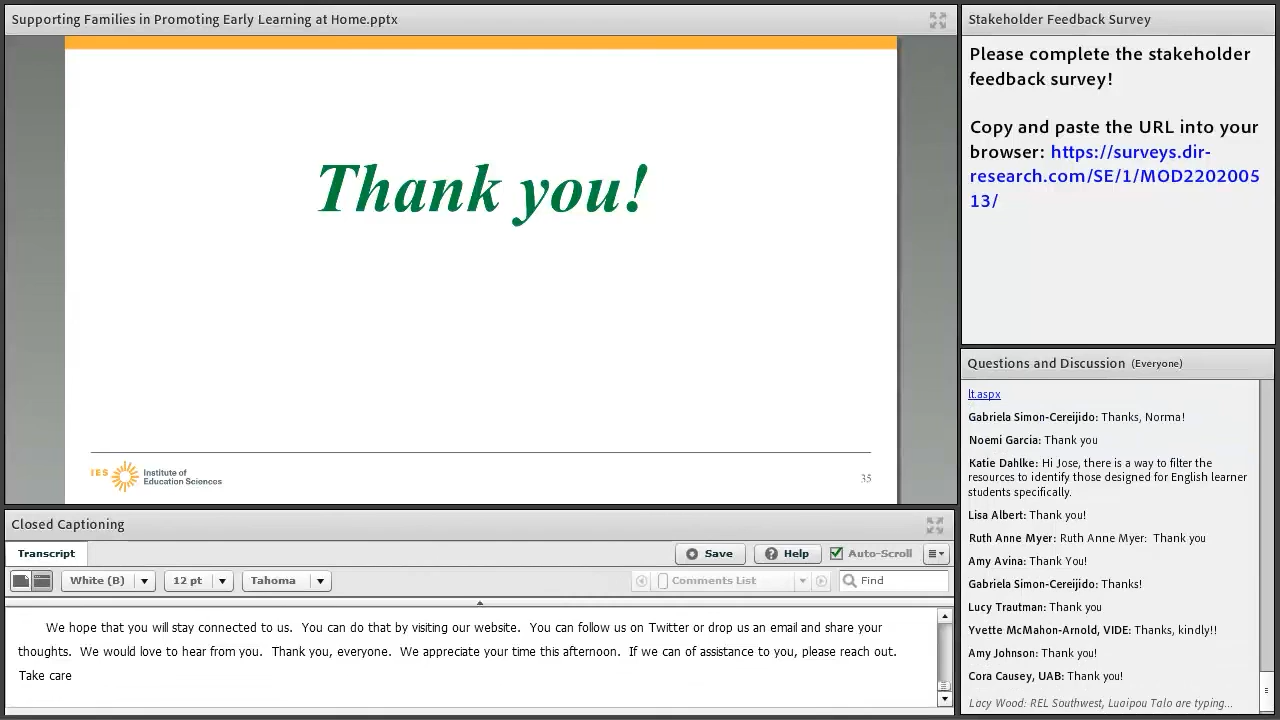 Supporting Families in Promoting Early Learning at Home.pptx
Thank you!
IES Institute of
Education Sciences
35
Stakeholder Feedback Survey
Please complete the stakeholder
feedback survey!
Copy and paste the URL into your
browser: https://surveys.dir-
research.com/SE/1/MOD2202005
13/
Questions and Discussion (Everyone)
lt.aspx
Gabriela Simon-Cereijido: Thanks, Norma!
Noemi Garcia: Thank you
Katie Dahlke: Hi Jose, there is a way to filter the
resources to identify those designed for English learner
students specifically.
Lisa Albert: Thank you!
Ruth Anne Myer: Ruth Anne Myer: Thank you
Amy Avina: Thank You!
Gabriela Simon-Cereijido: Thanks!
Lucy Trautman: Thank you
Yvette McMahon-Arnold, VIDE: Thanks, kindly!!
Amy Johnson: Thank you!
Cora Causey, UAB: Thank you!
Lacy Wood: REL Southwest, Luaipou Talo are typing...
Closed Captioning
Transcript
Save
Help
Auto-Scroll
White (B)
12 pt
Tahoma
Comments List
Find
We hope that you will stay connected to us. You can do that by visiting our website. You can follow us on Twitter or drop us an email and share your
thoughts. We would love to hear from you. Thank you, everyone. We appreciate your time this afternoon. If we can of assistance to you, please reach out.
Take care